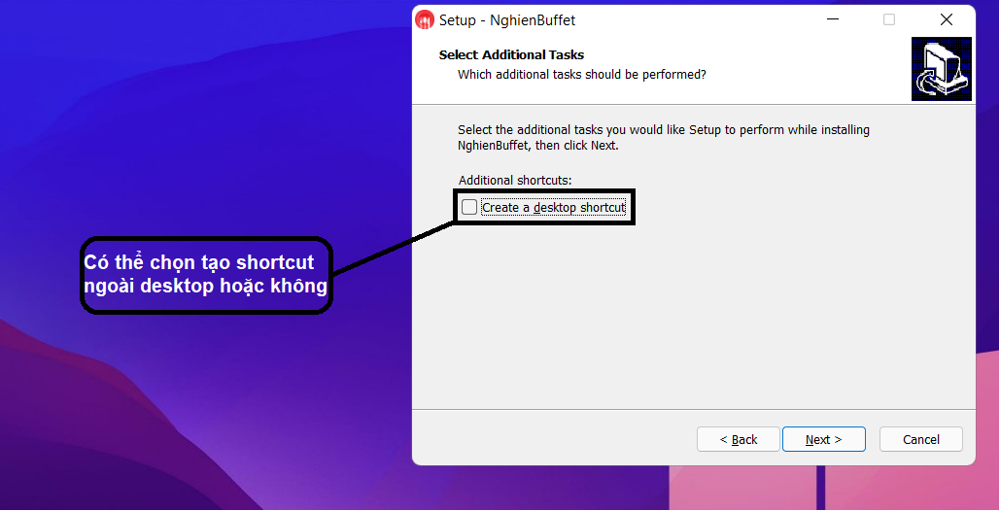 Setup - NghienBuffet
Select Additional Tasks
Which additional tasks should be performed?
Select the additional tasks you would like Setup to perform while installing
NghienBuffet, then click Next.
Additional shortcuts:
Create a desktop shortcut
Có thể chọn tạo shortcut
ngoài desktop hoặc không
< Back
Next >
Cancel